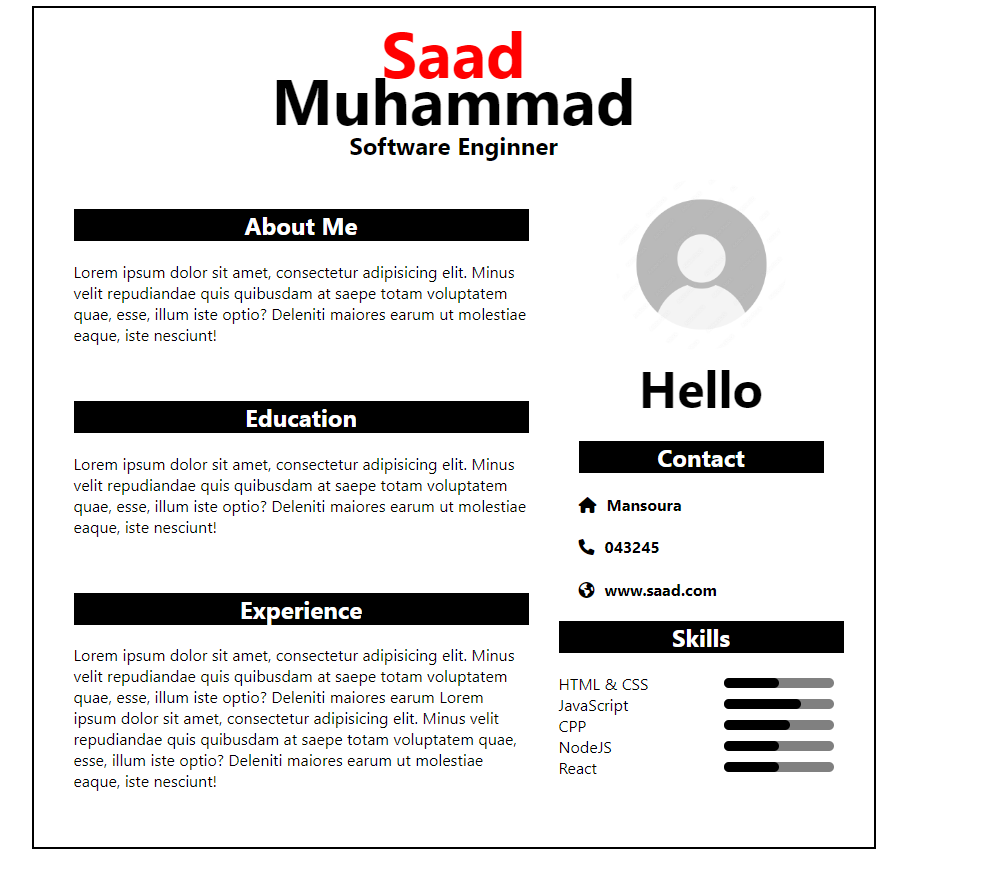 Saad
Muhammad
Software Enginner
About Me
Lorem ipsum dolor sit amet, consectetur adipisicing elit. Minus
velit repudiandae quis quibusdam at saepe totam voluptatem
quae, esse, illum iste optio? Deleniti maiores earum ut molestiae
eaque, iste nesciunt!
Education
Lorem ipsum dolor sit amet, consectetur adipisicing elit. Minus
velit repudiandae quis quibusdam at saepe totam voluptatem
quae, esse, illum iste optio? Deleniti maiores earum ut molestiae
eaque, iste nesciunt!
Experience
Lorem ipsum dolor sit amet, consectetur adipisicing elit. Minus
velit repudiandae quis quibusdam at saepe totam voluptatem
quae, esse, illum iste optio? Deleniti maiores earum Lorem
ipsum dolor sit amet, consectetur adipisicing elit. Minus velit
repudiandae quis quibusdam at saepe totam voluptatem quae,
esse, illum iste optio? Deleniti maiores earum ut molestiae
eaque, iste nesciunt!
Hello
Contact
Mansoura
043245
www.saad.com
Skills
HTML & CSS
JavaScript
CPP
NodeJS
React